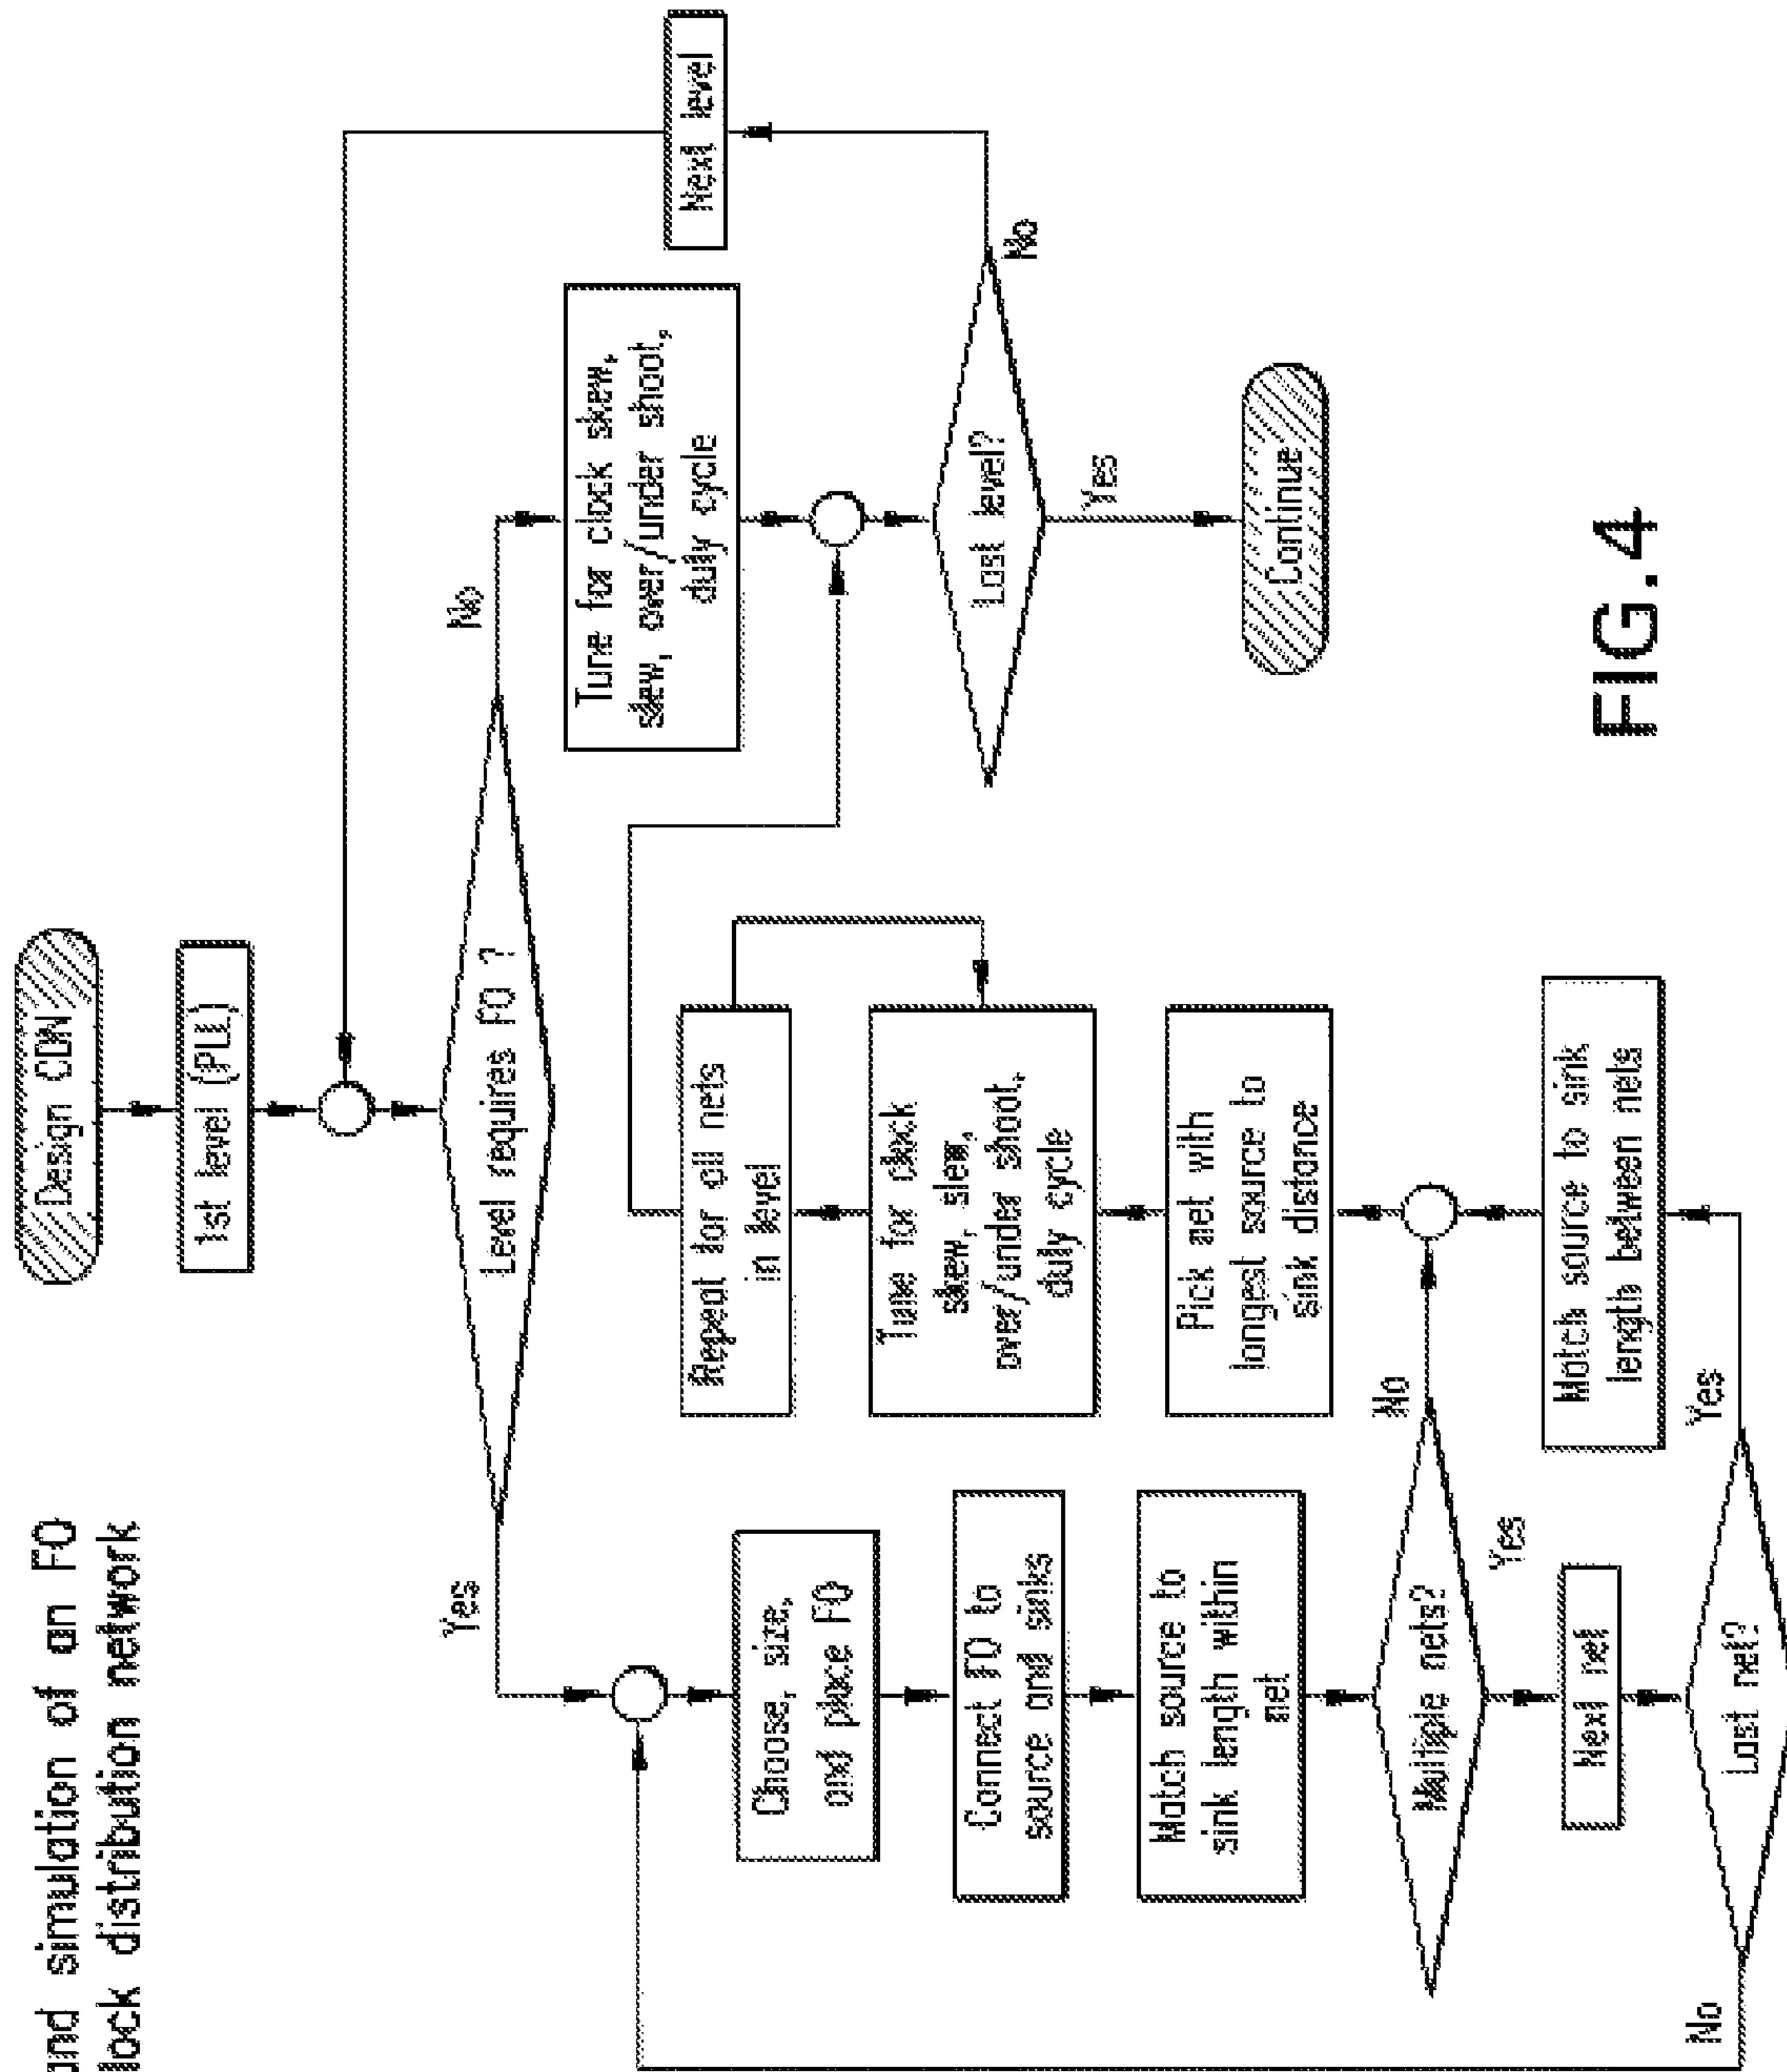 and simulation of an FO
lock distribution network
Design CDN
1st level (PLL)
Level requires FO ?
Yes
No
Choose, size,
and place FO
Connect FO to
source and sinks
Match source to
sink length within
net
Multiple nets?
No
Yes
Next net
Last net?
No
Yes
Match source to sink
length between nets
Pick net with
longest source to
sink distance
Tune for clock
skew, slew,
over/under shoot,
duty cycle
Repeat for all nets
in level
Tune for clock skew,
slew, over/under shoot,
duty cycle
Last level?
No
Yes
Next level
Continue
FIG.4